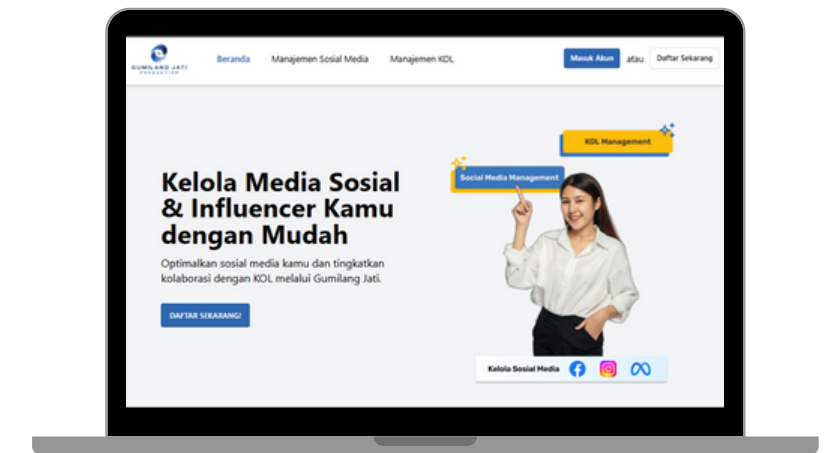 GUMILANG JATI
PRODUCTION
Beranda
Manajemen Sosial Media
Manajemen KOL
Masuk Akun
atau
Daftar Sekarang
KOL Management
Social Media Management
Kelola Media Sosial
& Influencer Kamu
dengan Mudah
Optimalkan sosial media kamu dan tingkatkan
kolaborasi dengan KOL melalui Gumilang Jati.
DAFTAR SEKARANG!
Kelola Sosial Media